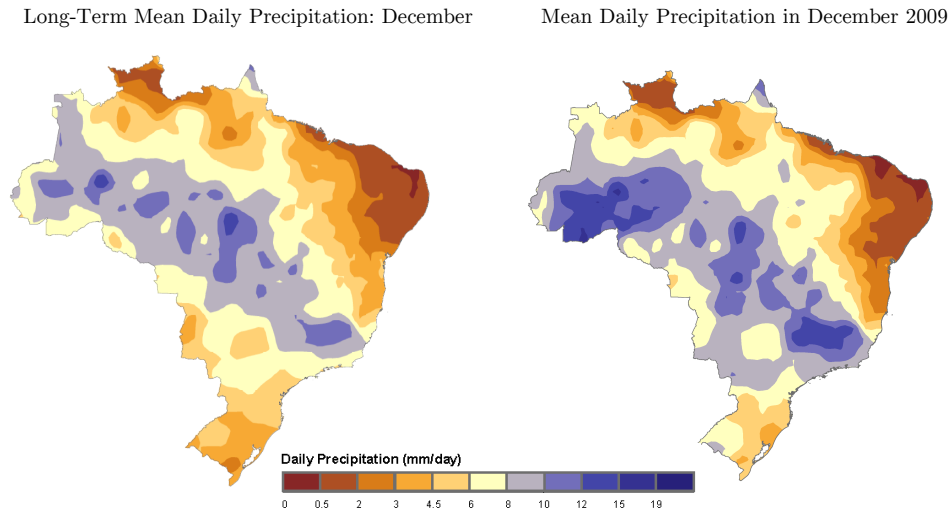 Long-Term Mean Daily Precipitation: December
Mean Daily Precipitation in December 2009
Daily Precipitation (mm/day)
0 0.5 2 3 4.5 6 8 10 12 15 19